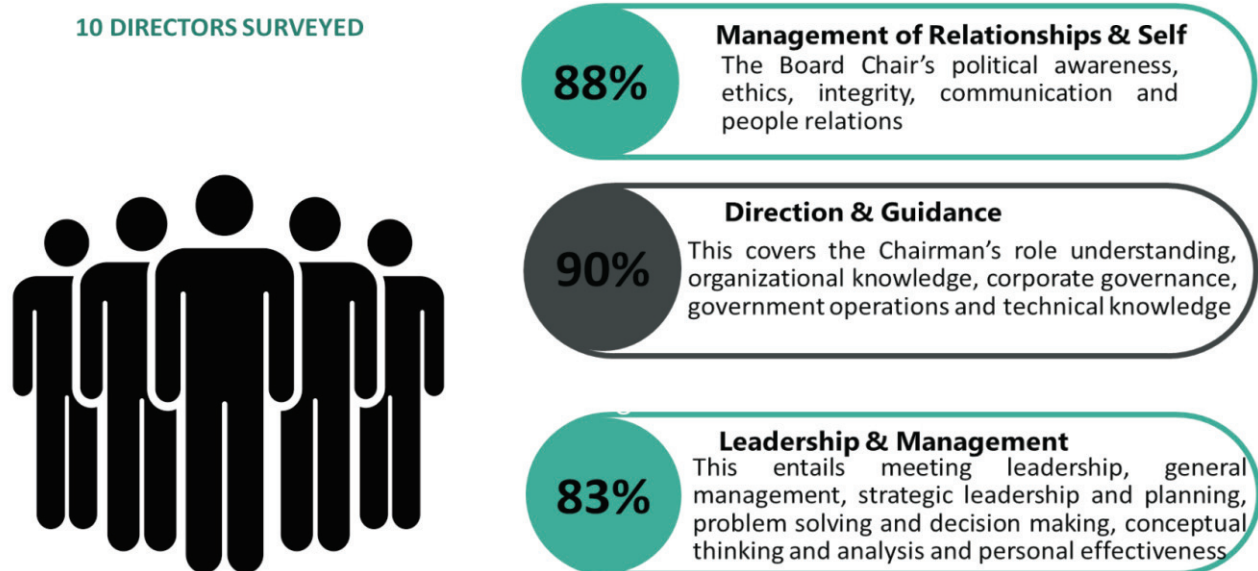 10 DIRECTORS SURVEYED
88%
Management of Relationships & Self
The Board Chair's political awareness,
ethics, integrity, communication and
people relations
90%
Direction & Guidance
This covers the Chairman's role understanding,
organizational knowledge, corporate governance,
government operations and technical knowledge
83%
Leadership & Management
This entails meeting leadership, general
management, strategic leadership and planning,
problem solving and decision making, conceptual
thinking and analysis and personal effectiveness